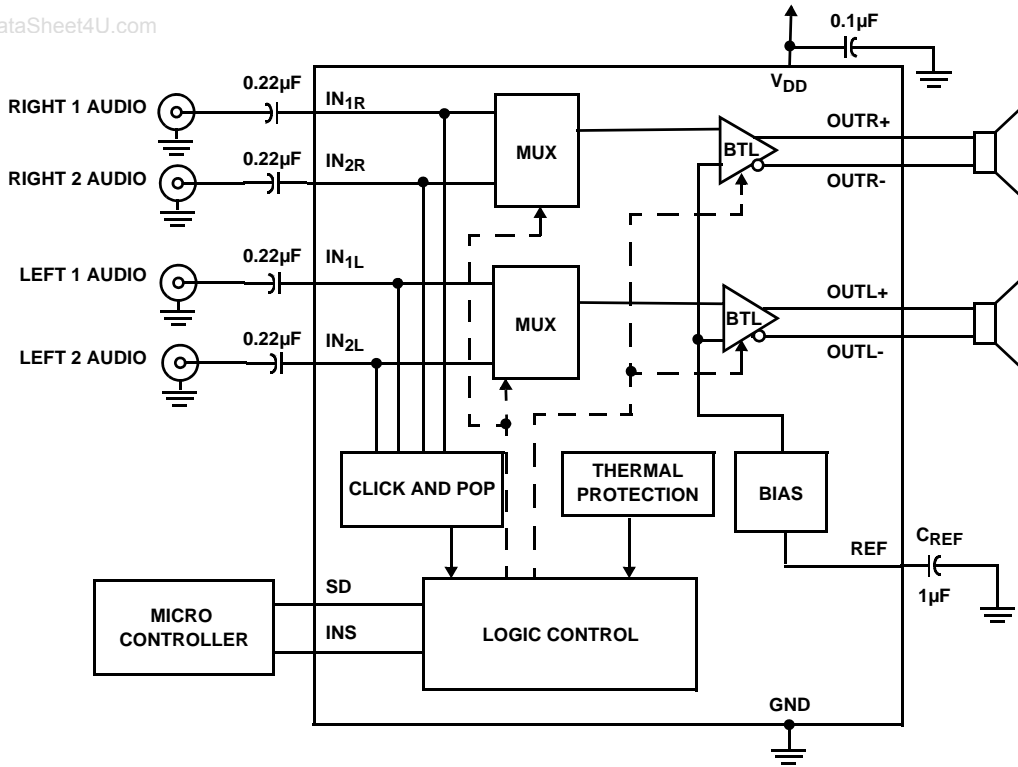 ataSheet4U.com
0.1µF
VDD
RIGHT 1 AUDIO
0.22µF
IN1R
MUX
BTL
OUTR+
RIGHT 2 AUDIO
0.22µF
IN2R
OUTR-
LEFT 1 AUDIO
0.22µF
IN1L
MUX
BTL
OUTL+
LEFT 2 AUDIO
0.22µF
IN2L
OUTL-
CLICK AND POP
THERMAL
PROTECTION
BIAS
REF
CREF
1µF
MICRO
CONTROLLER
SD
INS
LOGIC CONTROL
GND